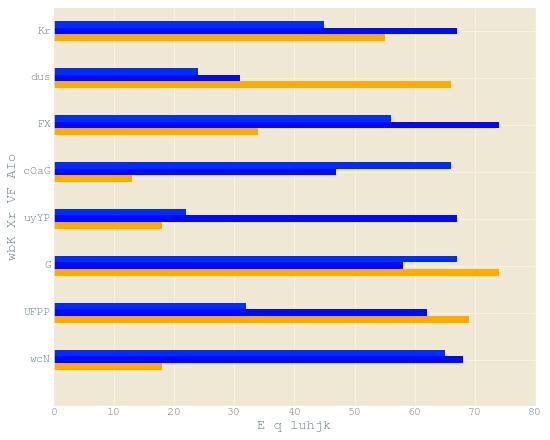 Kr
dus
FX
cOaG
uyYP
G
UFPP
wcN
wbK Xr VF AIo
0 10 20 30 40 50 60 70 80
E q luhjk